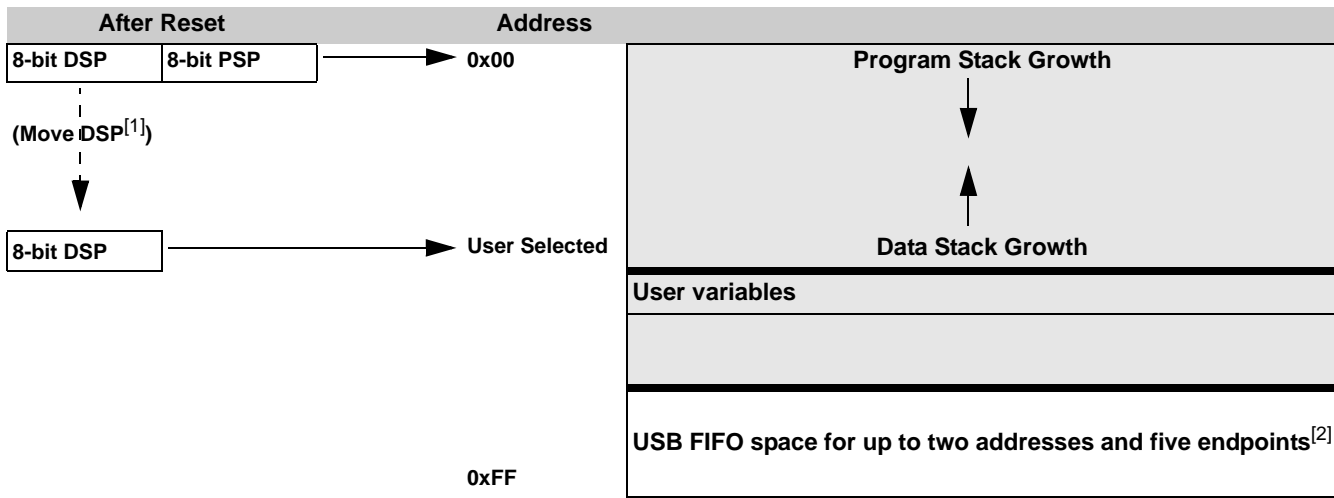 After Reset Address
8-bit DSP 8-bit PSP 0x00 Program Stack Growth
(Move DSP[1])
8-bit DSP User Selected Data Stack Growth
User variables
USB FIFO space for up to two addresses and five endpoints[2]
0xFF